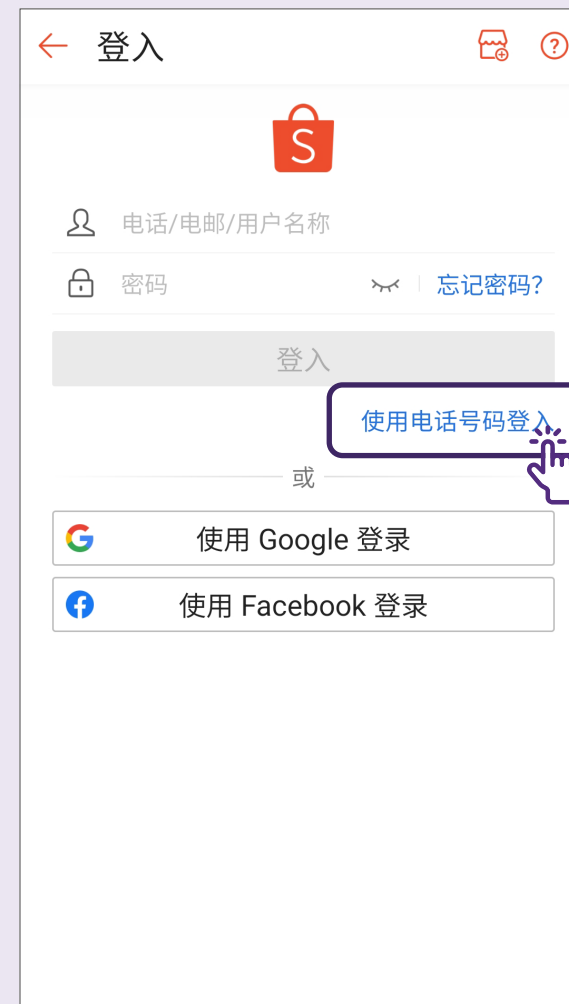 登入
S
电话/电邮/用户名称
密码
忘记密码?
登入
使用电话号码登入
或
使用 Google 登录
使用 Facebook 登录